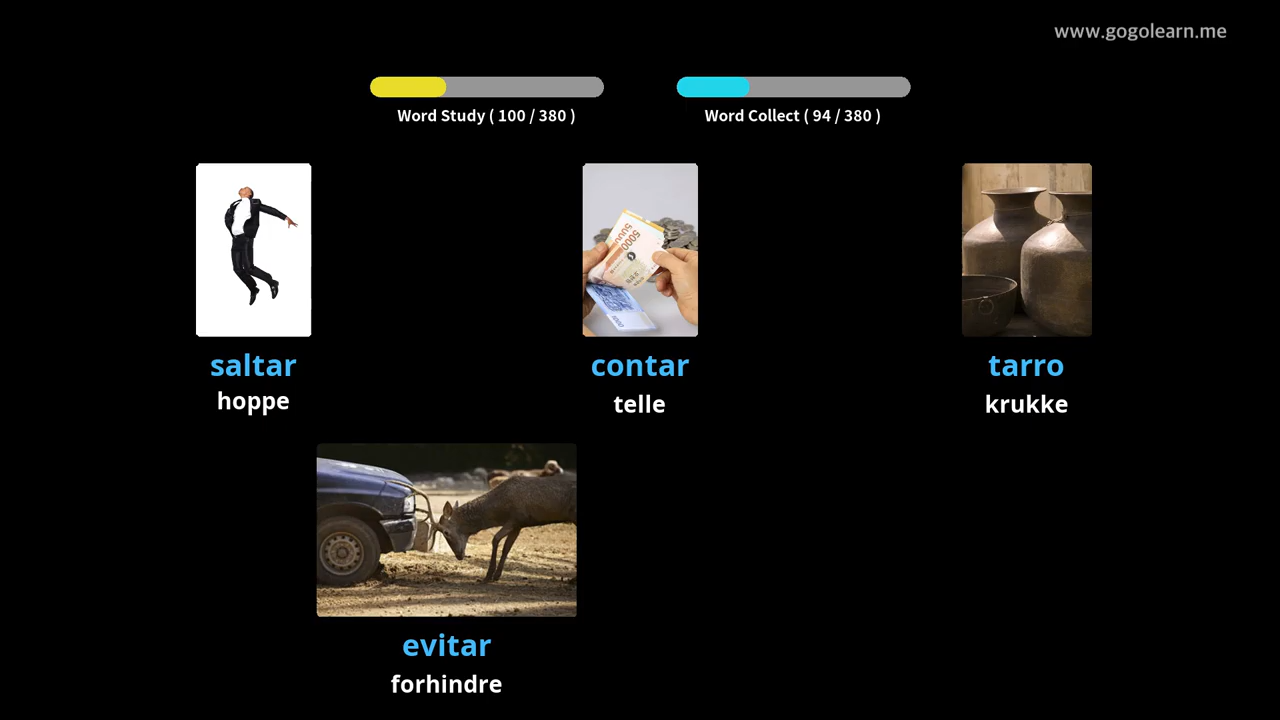 www.gogolearn.me
Word Study ( 100 / 380 )
Word Collect ( 94 / 380 )
saltar
hoppe
contar
telle
tarro
krukke
evitar
forhindre